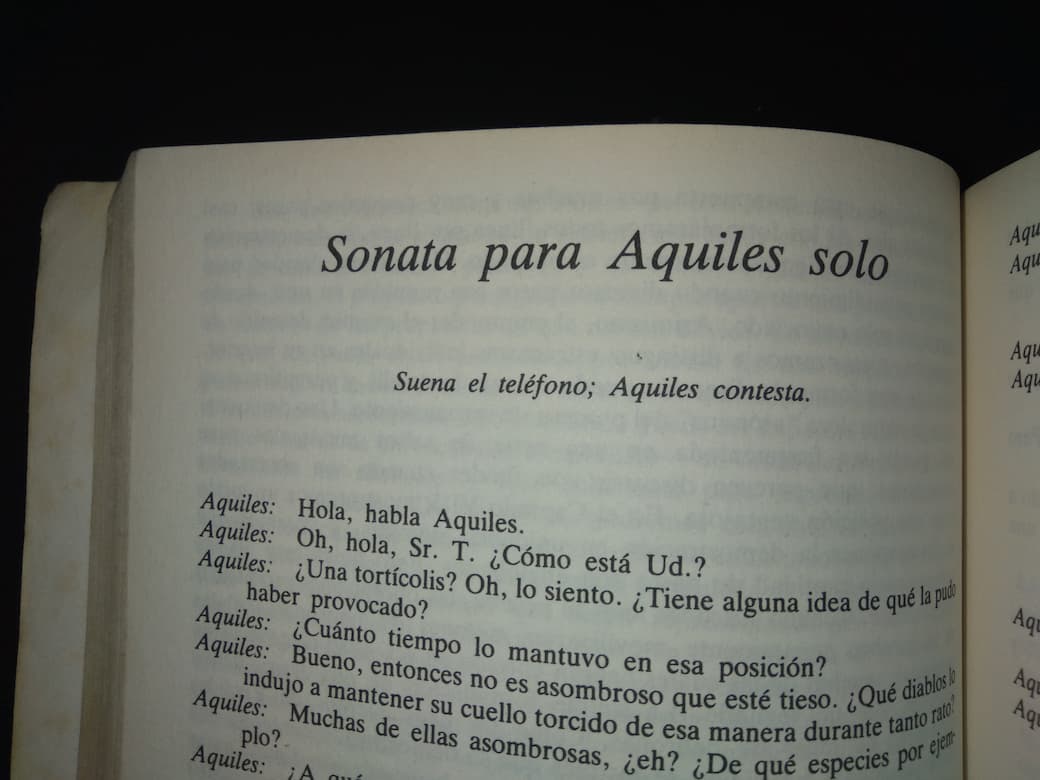 Sonata para Aquiles solo
Suena el teléfono; Aquiles contesta.
Aquiles: Hola, habla Aquiles.
Aquiles: Oh, hola, Sr. T. ¿Cómo está Ud.?
Aquiles: ¿Una tortícolis? Oh, lo siento. ¿Tiene alguna idea de qué la pudo
haber provocado?
Aquiles: ¿Cuánto tiempo lo mantuvo en esa posición?
Aquiles: Bueno, entonces no es asombroso que esté tieso. ¿Qué diablos lo
indujo a mantener su cuello torcido de esa manera durante tanto rato?
Aquiles: Muchas de ellas asombrosas, ¿eh? ¿De qué especies por ejem-
plo?
Aquiles: ¿A
Aqu
Aqu
Aqu
Aqu
Aqu
Aqu
Aqu